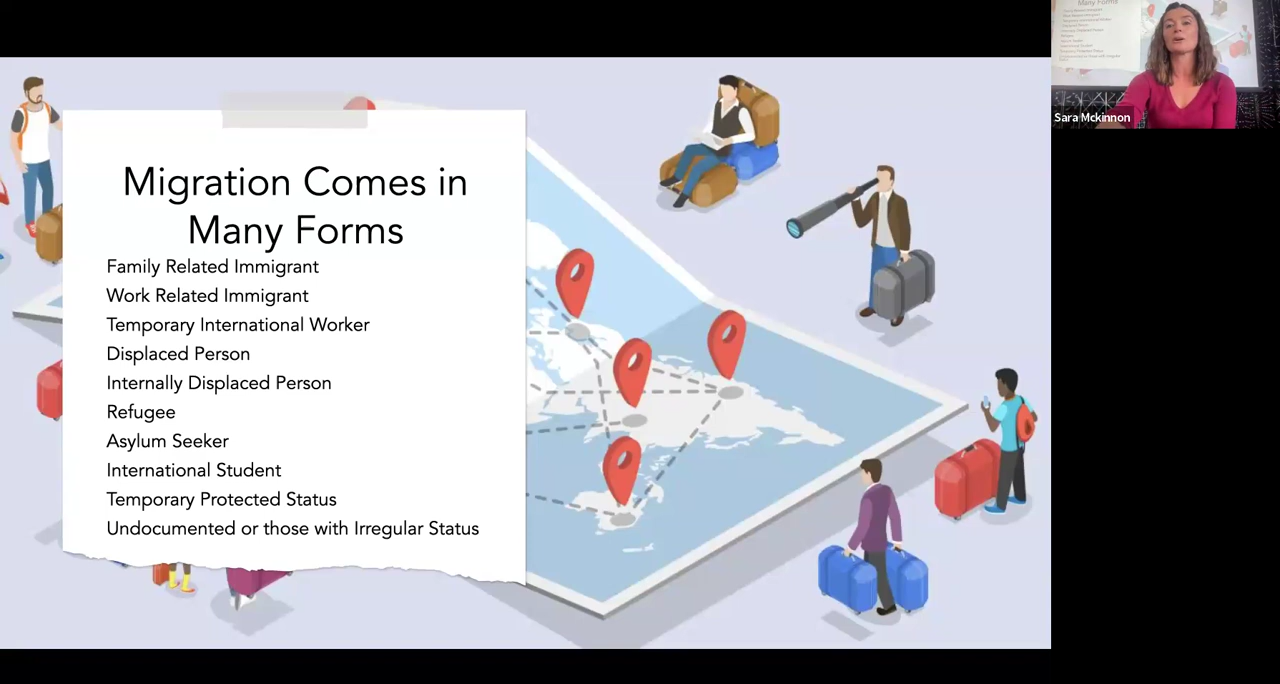 Migration Comes in
Many Forms
Family Related Immigrant
Work Related Immigrant
Temporary International Worker
Displaced Person
Internally Displaced Person
Refugee
Asylum Seeker
International Student
Temporary Protected Status
Undocumented or those with Irregular Status
Sara Mckinnon